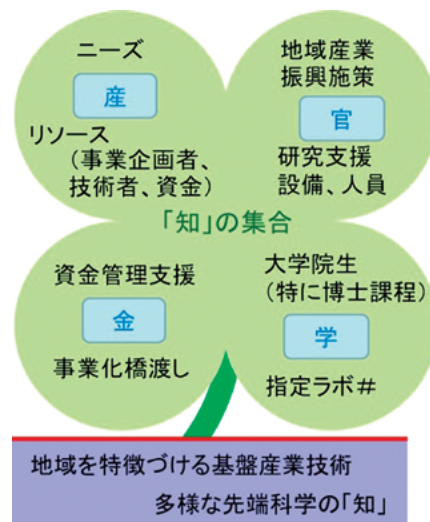 ニーズ
産
リソース
(事業企画者、
技術者、資金)
地域産業
振興施策
官
研究支援
設備、人員
「知」の集合
資金管理支援
金
事業化橋渡し
大学院生
(特に博士課程)
学
指定ラボ#
地域を特徴づける基盤産業技術
多様な先端科学の「知」